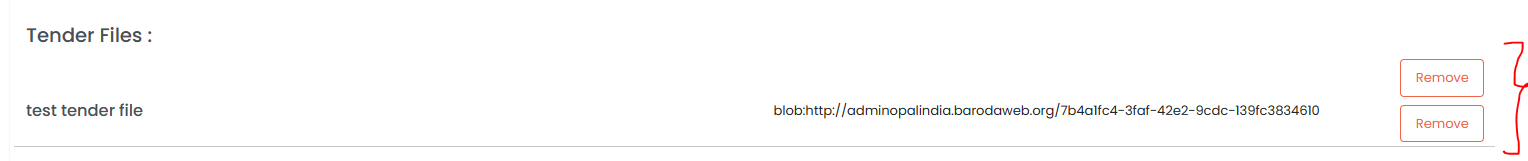 Tender Files :
Remove
test tender file blob:http://adminopalindia.barodaweb.org/7b4a1fc4-3faf-42e2-9cdc-139fc3834610
Remove